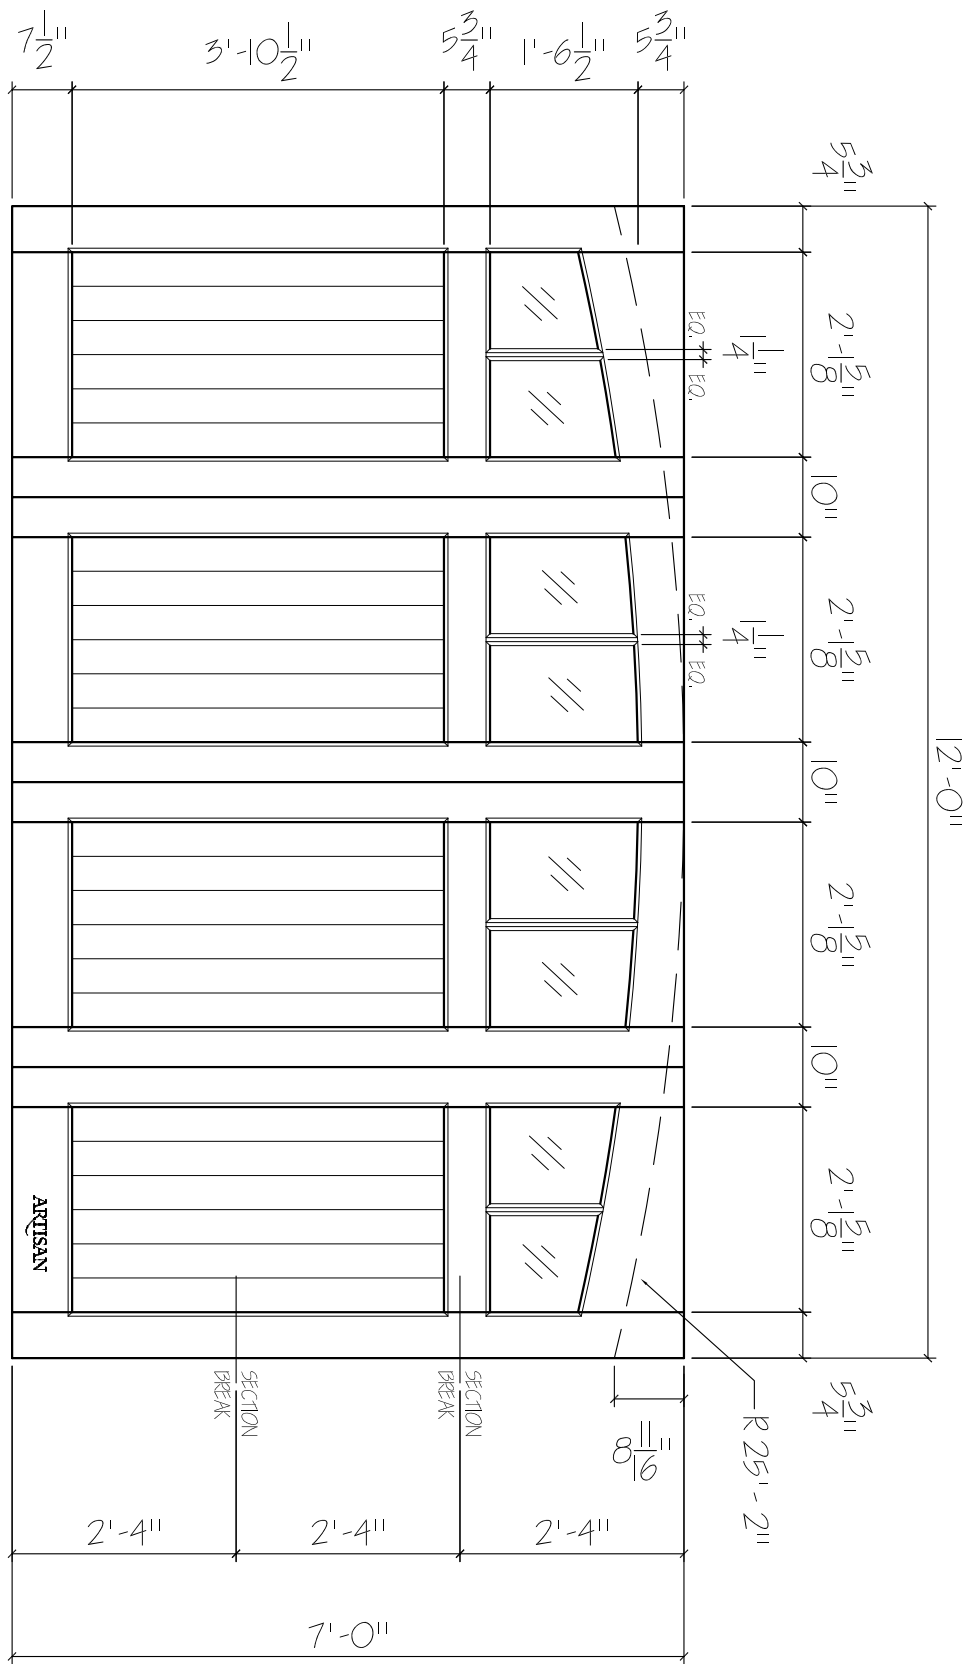 7 1/2"
3'-10 1/2"
5 3/4"
1'-6 1/2"
5 3/4"
5 3/4"
2'-1 5/8"
10"
2'-1 5/8"
10"
2'-1 5/8"
10"
2'-1 5/8"
5 3/4"
12'-0"
EQ.
1 1/4"
EQ.
EQ.
1 1/4"
EQ.
ARTISAN
SECTION
BREAK
SECTION
BREAK
8 11/16"
R 25'-2"
2'-4"
2'-4"
2'-4"
7'-0"